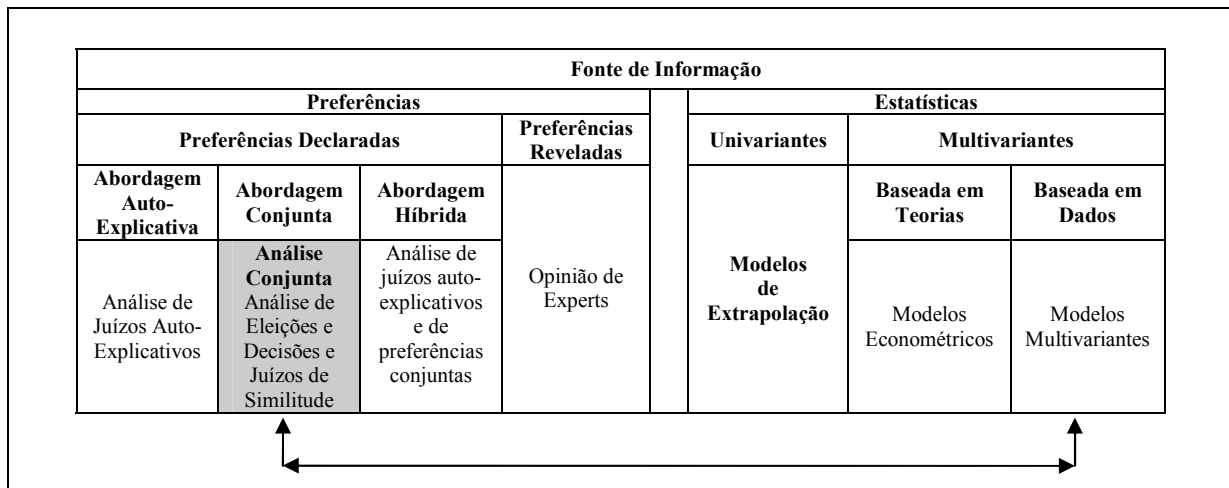 Fonte de Informação
Preferências
Estatísticas
Preferências Declaradas
Preferências
Reveladas
Univariantes
Multivariantes
Abordagem
Auto-
Explicativa
Abordagem
Conjunta
Abordagem
Híbrida
Baseada em
Teorias
Baseada em
Dados
Análise de
Juízos Auto-
Explicativos
Análise
Conjunta
Análise de
Eleições e
Decisões e
Juízos de
Similitude
Análise de
juízos auto-
explicativos
e de
preferências
conjuntas
Opinião de
Experts
Modelos
de
Extrapolação
Modelos
Econométricos
Modelos
Multivariantes